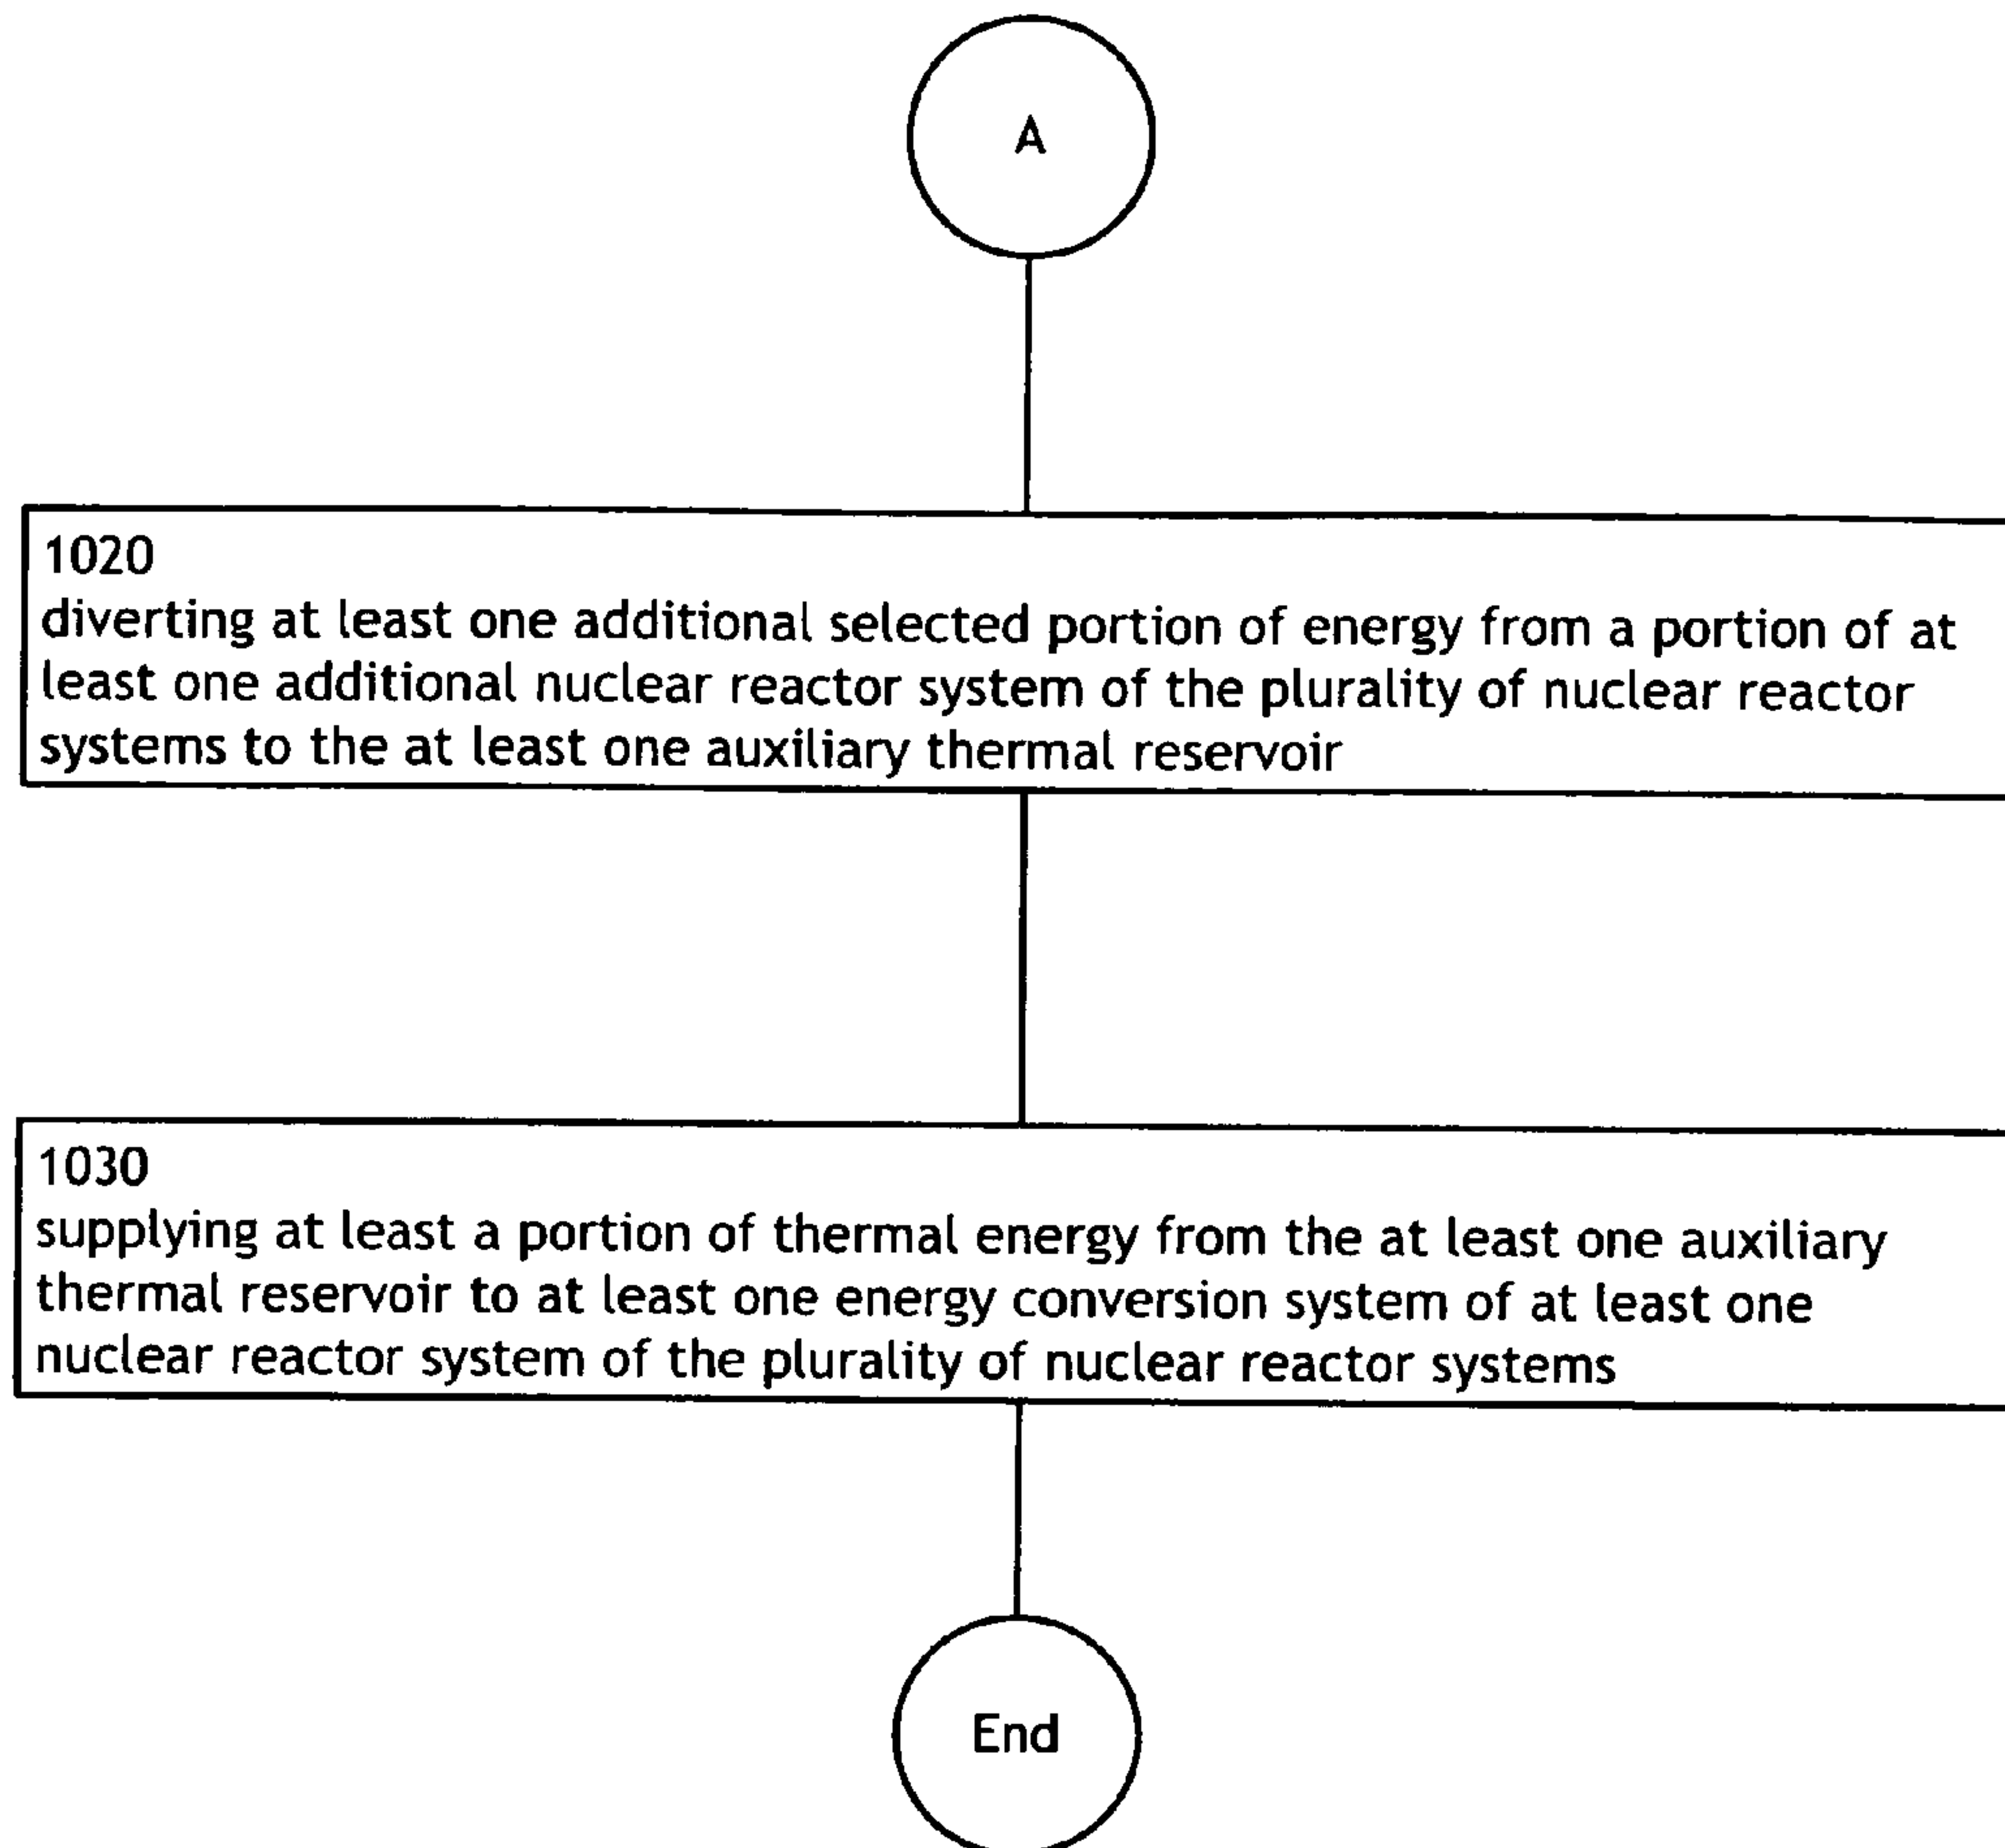 A
1020
diverting at least one additional selected portion of energy from a portion of at
least one additional nuclear reactor system of the plurality of nuclear reactor
systems to the at least one auxiliary thermal reservoir
1030
supplying at least a portion of thermal energy from the at least one auxiliary
thermal reservoir to at least one energy conversion system of at least one
nuclear reactor system of the plurality of nuclear reactor systems
End